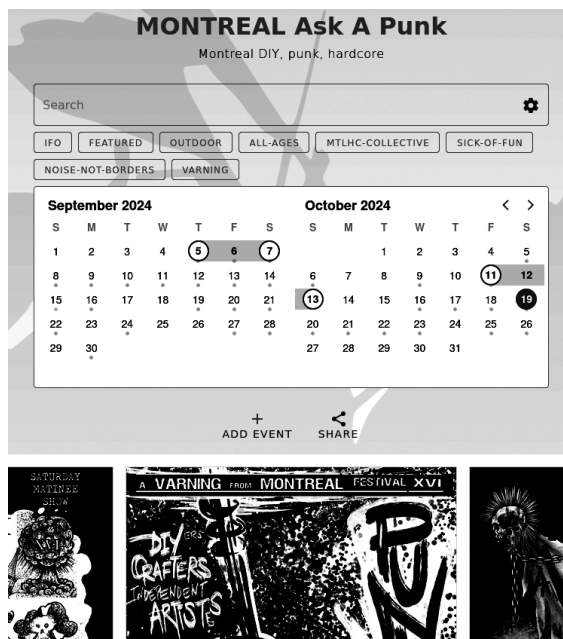 MONTREAL Ask A Punk
Montreal DIY, punk, hardcore
Search
IFO FEATURED OUTDOOR ALL-AGES MTLHC-COLLECTIVE SICK-OF-FUN
NOISE-NOT-BORDERS VARNING
September 2024
S M T W T F S
1 2 3 4 5 6 7
8 9 10 11 12 13 14
15 16 17 18 19 20 21
22 23 24 25 26 27 28
29 30
October 2024
S M T W T F S
1 2 3 4 5
6 7 8 9 10 11 12
13 14 15 16 17 18 19
20 21 22 23 24 25 26
27 28 29 30 31
ADD EVENT SHARE
SATURDAY
MATINEE
SHOW
A VARNING FROM MONTREAL FESTIVAL XVI
DIY
CRAFTERS
INDEPENDENT
ARTISTS
PUN